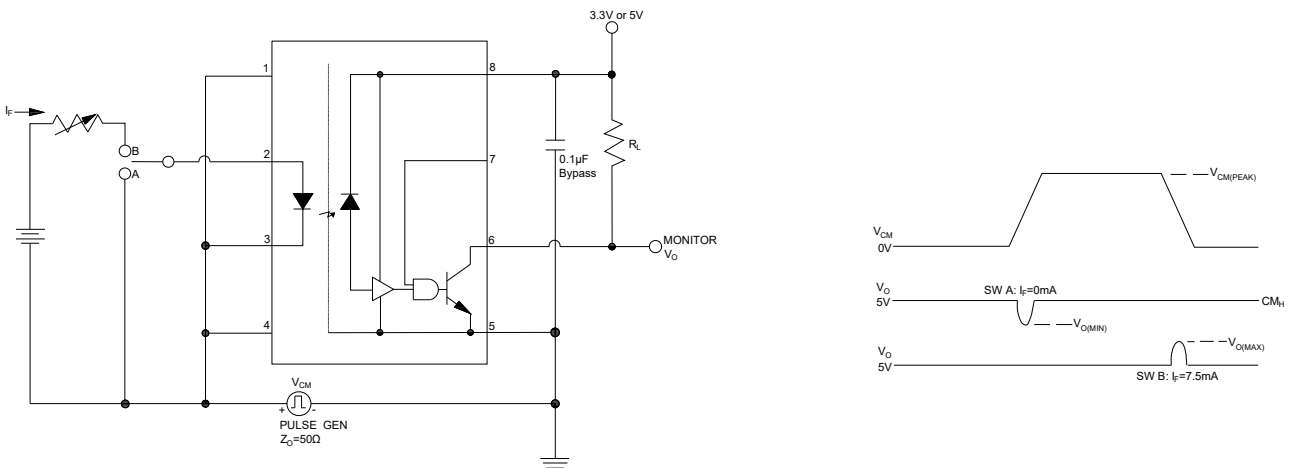 3.3V or 5V
1
8
I_F
B
A
2
7
0.1µF
Bypass
R_L
3
6
MONITOR
V_O
4
5
V_CM
+ -
PULSE GEN
Z_O=50Ω
V_CM(PEAK)
V_CM
0V
V_O
5V
SW A: I_F=0mA
CM_H
V_O(MIN)
V_O
5V
V_O(MAX)
SW B: I_F=7.5mA